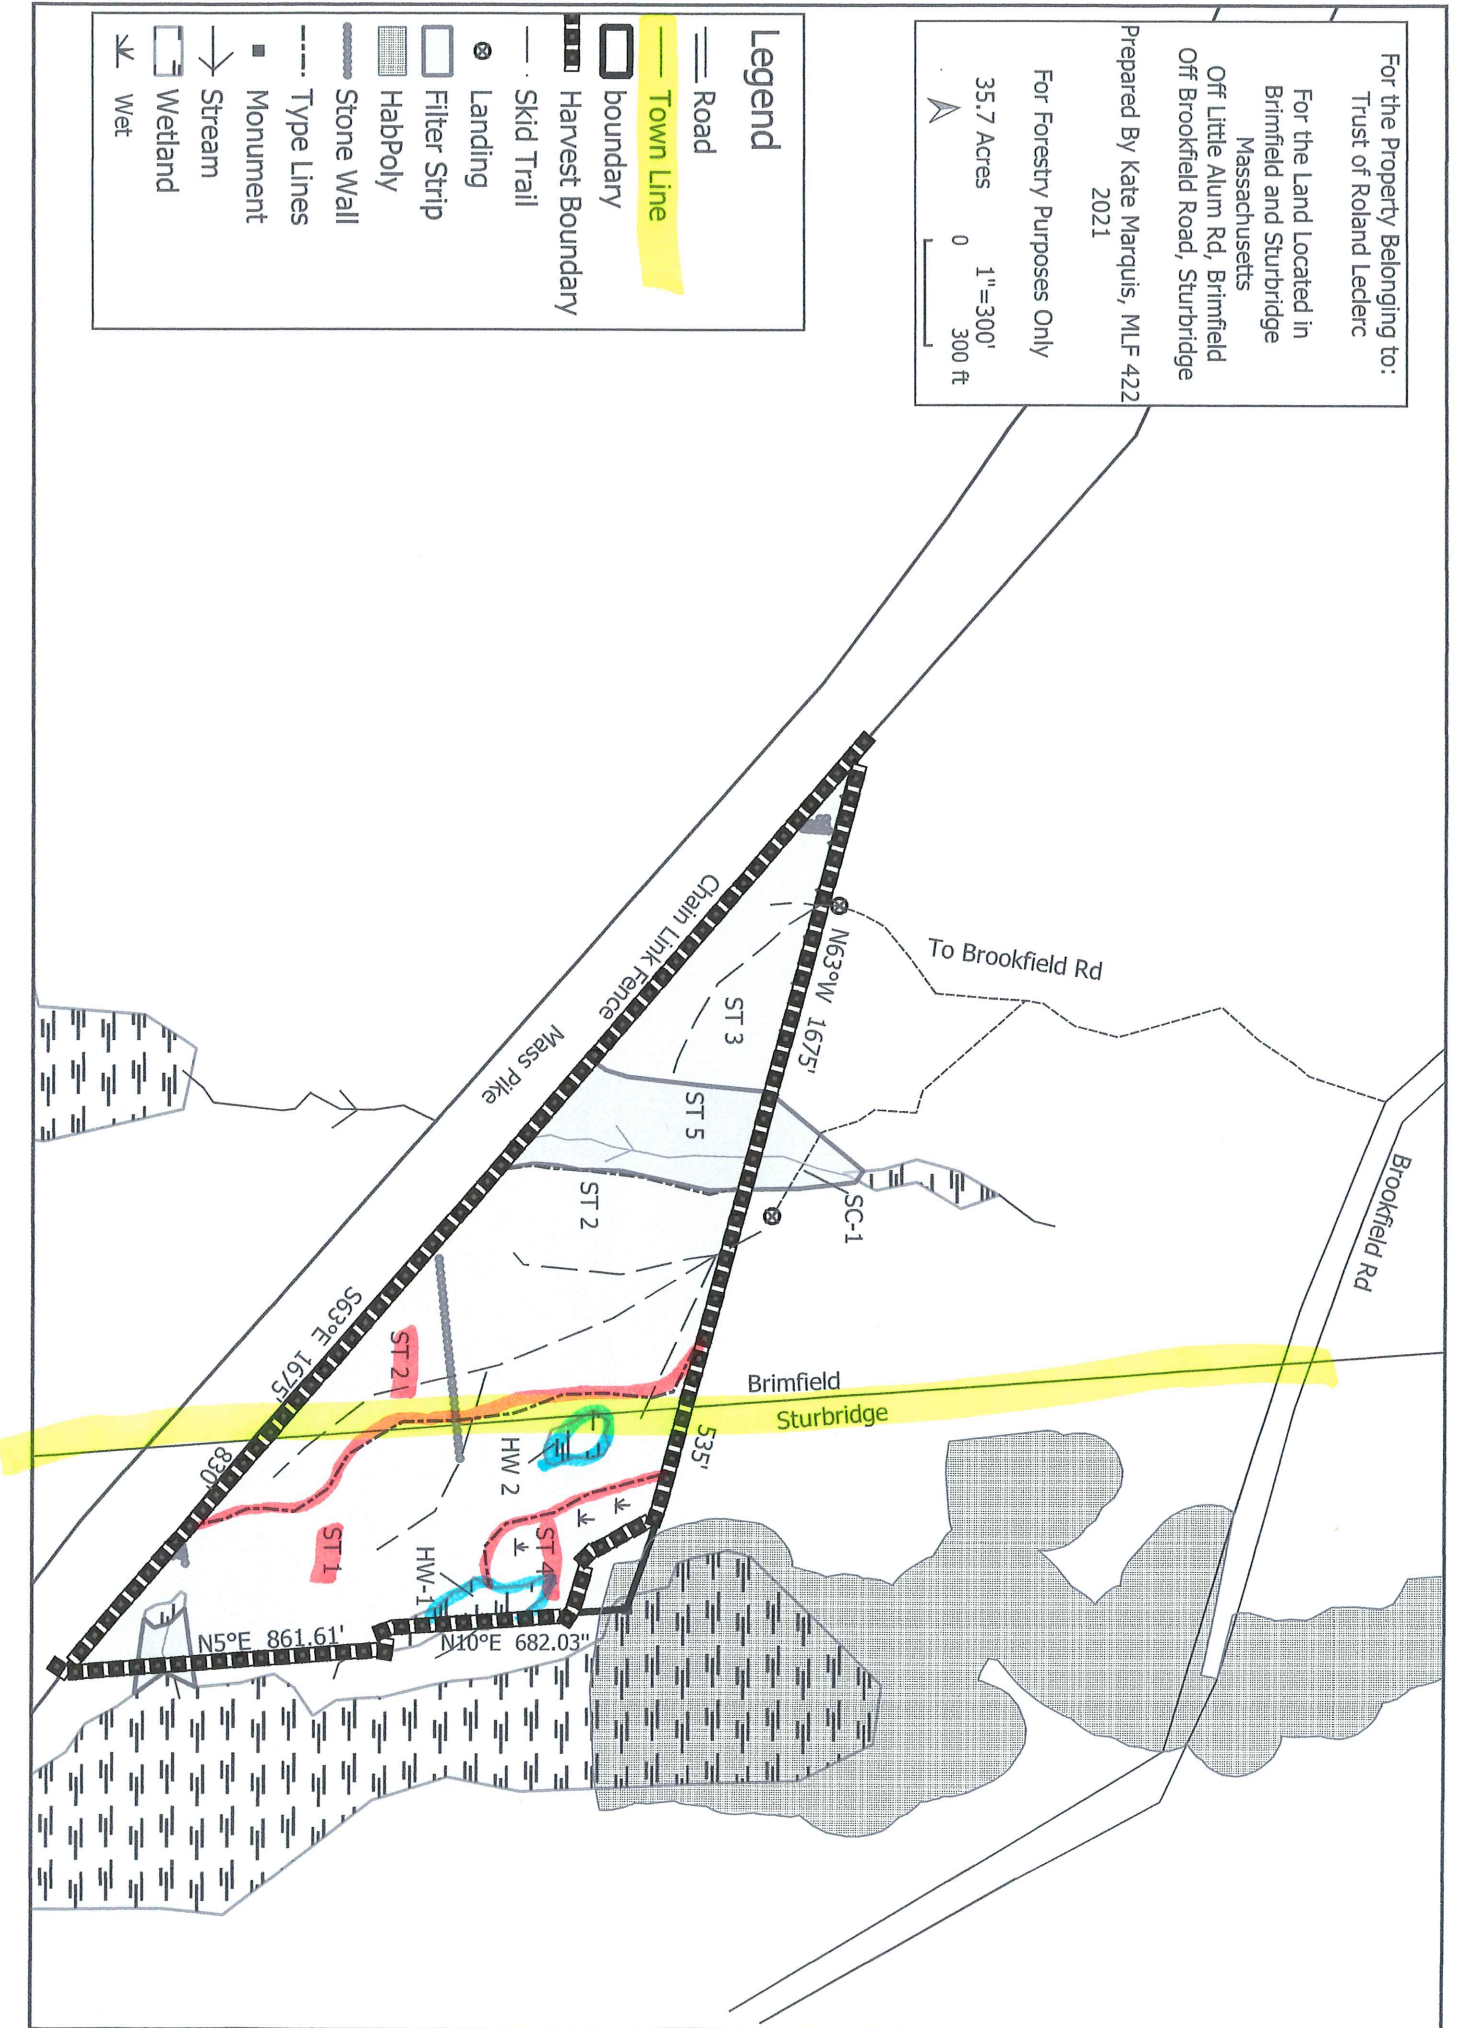 For the Property Belonging to:
Trust of Roland Leclerc
For the Land Located in
Brimfield and Sturbridge
Massachusetts
Off Little Alum Rd, Brimfield
Off Brookfield Road, Sturbridge
Prepared By Kate Marquis, MLF 422
2021
For Forestry Purposes Only
35.7 Acres
1"=300'
0 300 ft
Legend
Road
Town Line
boundary
Harvest Boundary
Skid Trail
Landing
Filter Strip
HabPoly
Stone Wall
Type Lines
Monument
Stream
Wetland
Wet
To Brookfield Rd
Brookfield Rd
N63°W 1675'
Chain Link Fence
Mass Pike
ST 3
ST 5
SC-1
ST 2
S63°E 1675'
ST 2
Brimfield
Sturbridge
535'
830'
HW 2
ST 4
ST 1
HW-1
N5°E 861.61'
N10°E 682.03"